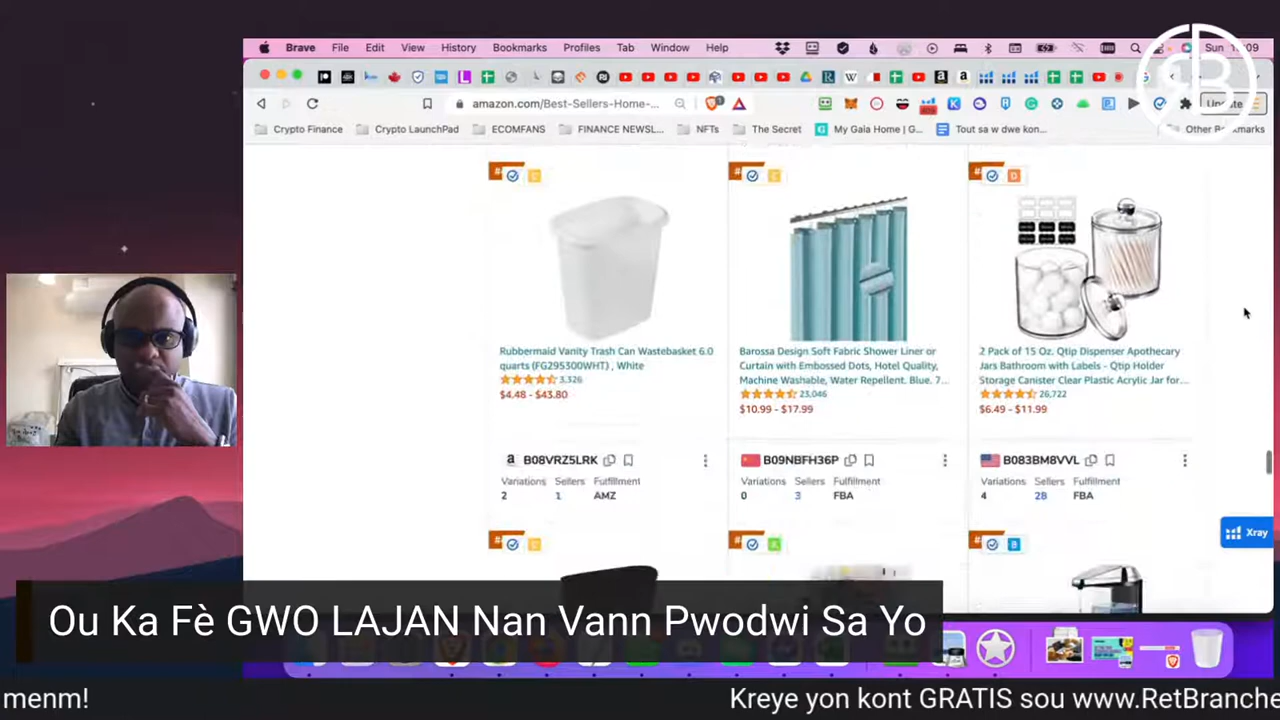 Brave File Edit View History Bookmarks Profiles Tab Window Help
Sun
09
amazon.com/Best-Sellers-Home-...
Crypto Finance Crypto LaunchPad ECOMFANS FINANCE NEWSL... NFTs The Secret My Gaia Home | G... Tout sa w dwe kon... Other Bookmarks
Rubbermaid Vanity Trash Can Wastebasket 6.0
quarts (FG295300WHT) , White
3,326
$4.48 - $43.80
B08VRZ5LRK
Variations Sellers Fulfillment
2 1 AMZ
Barossa Design Soft Fabric Shower Liner or
Curtain with Embossed Dots, Hotel Quality,
Machine Washable, Water Repellent. Blue. 7...
23,046
$10.99 - $17.99
B09NBFH36P
Variations Sellers Fulfillment
0 3 FBA
2 Pack of 15 Oz. Qtip Dispenser Apothecary
Jars Bathroom with Labels - Qtip Holder
Storage Canister Clear Plastic Acrylic Jar for...
26,722
$6.49 - $11.99
B083BM8VVL
Variations Sellers Fulfillment
4 28 FBA
Xray
Ou Ka Fè GWO LAJAN Nan Vann Pwodwi Sa Yo
menm! Kreye yon kont GRATIS sou www.RetBranche